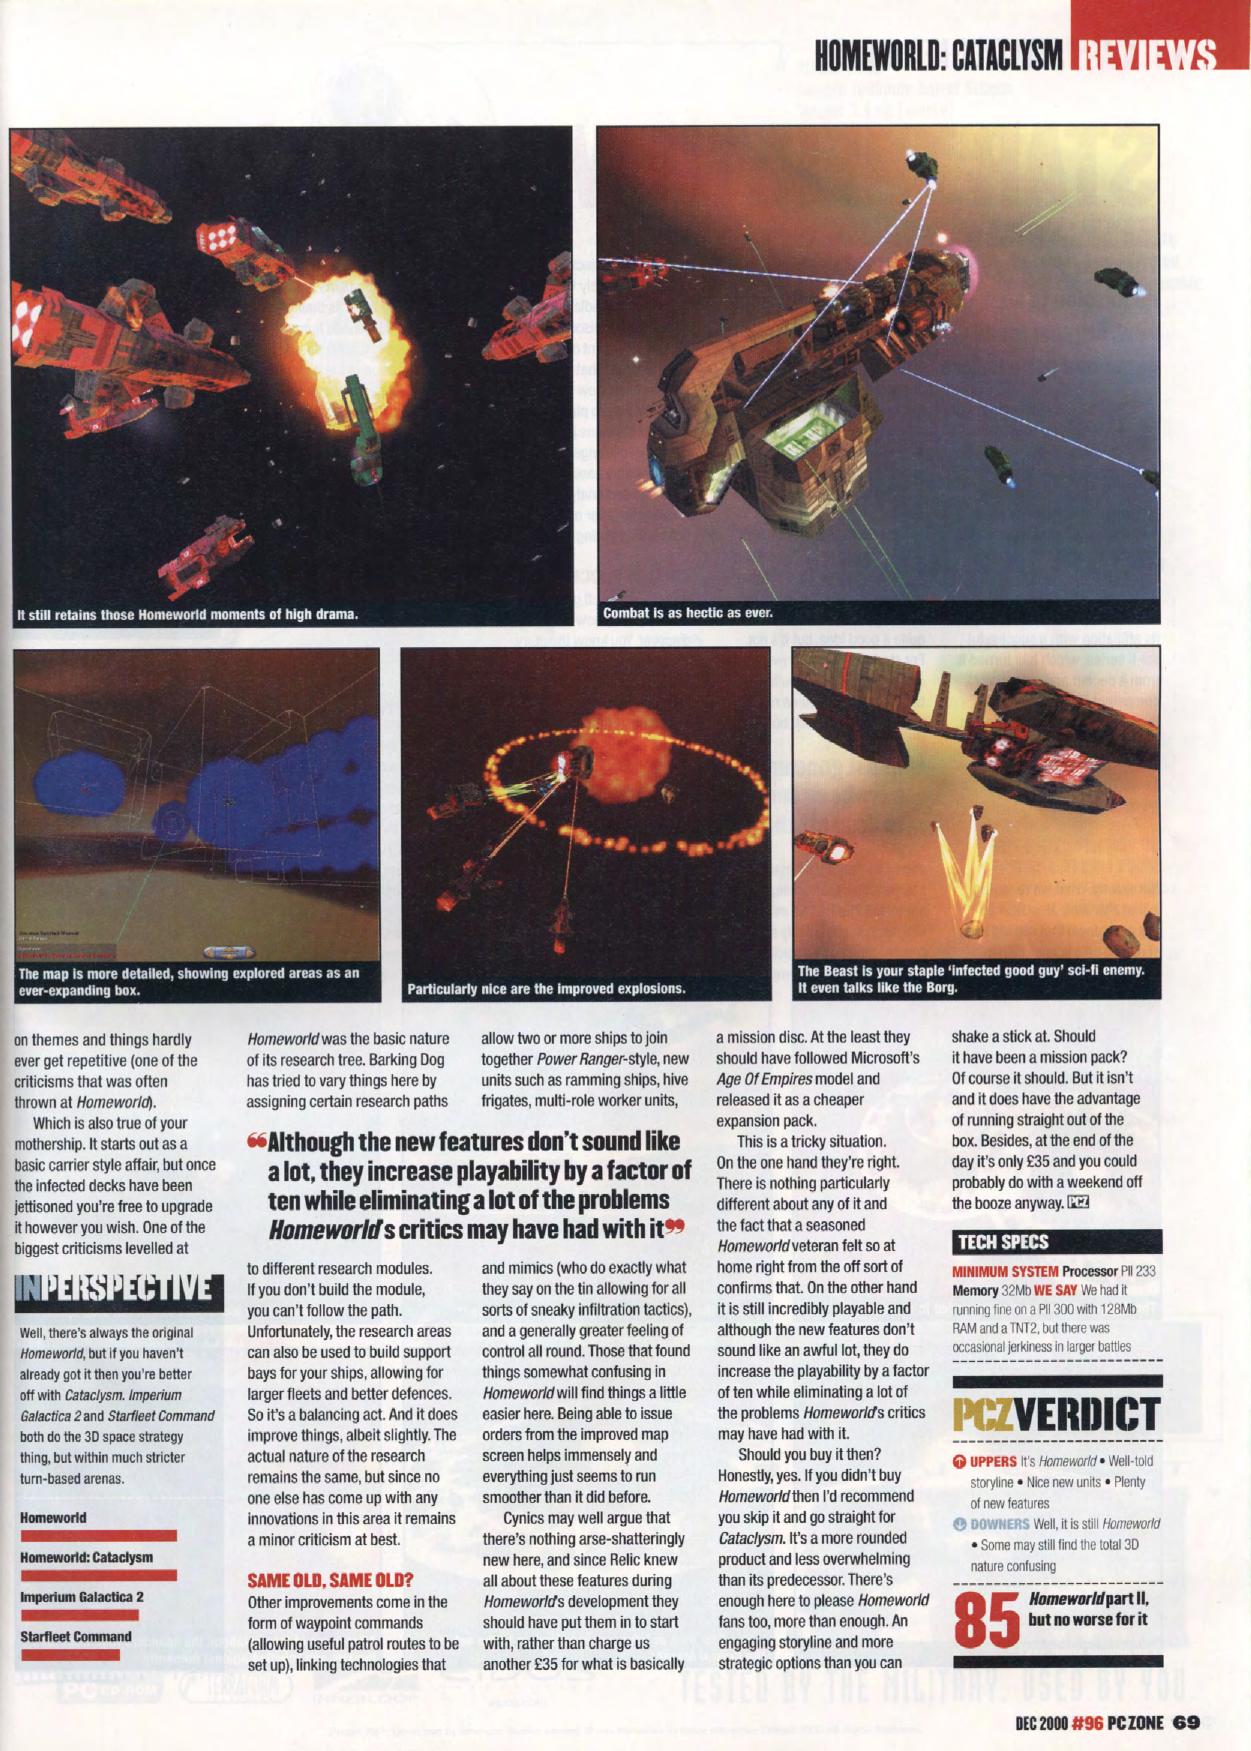 HOMEWORLD: CATACLYSM REVIEWS
It still retains those Homeworld moments of high drama.
Combat is as hectic as ever.
The map is more detailed, showing explored areas as an
ever-expanding box.
Particularly nice are the improved explosions.
The Beast is your staple ‘infected good guy’ sci-fi enemy.
It even talks like the Borg.
on themes and things hardly
ever get repetitive (one of the
criticisms that was often
thrown at Homeworld).
Which is also true of your
mothership. It starts out as a
basic carrier style affair, but once
the infected decks have been
jettisoned you're free to upgrade
it however you wish. One of the
biggest criticisms levelled at
INPERSPECTIVE
Well, there's always the original
Homeworld, but if you haven't
already got it then you're better
off with Cataclysm. Imperium
Galactica 2 and Starfleet Command
both do the 3D space strategy
thing, but within much stricter
turn-based arenas.
Homeworld
Homeworld: Cataclysm
Imperium Galactica 2
Starfleet Command
Homeworld was the basic nature
of its research tree. Barking Dog
has tried to vary things here by
assigning certain research paths
“Although the new features don't sound like
a lot, they increase playability by a factor of
ten while eliminating a lot of the problems
Homeworld's critics may have had with it”
to different research modules.
If you don't build the module,
you can't follow the path.
Unfortunately, the research areas
can also be used to build support
bays for your ships, allowing for
larger fleets and better defences.
So it's a balancing act. And it does
improve things, albeit slightly. The
actual nature of the research
remains the same, but since no
one else has come up with any
innovations in this area it remains
a minor criticism at best.
SAME OLD, SAME OLD?
Other improvements come in the
form of waypoint commands
(allowing useful patrol routes to be
set up), linking technologies that
allow two or more ships to join
together Power Ranger-style, new
units such as ramming ships, hive
frigates, multi-role worker units,
and mimics (who do exactly what
they say on the tin allowing for all
sorts of sneaky infiltration tactics),
and a generally greater feeling of
control all round. Those that found
things somewhat confusing in
Homeworld will find things a little
easier here. Being able to issue
orders from the improved map
screen helps immensely and
everything just seems to run
smoother than it did before.
Cynics may well argue that
there's nothing arse-shatteringly
new here, and since Relic knew
all about these features during
Homeworld's development they
should have put them in to start
with, rather than charge us
another £35 for what is basically
a mission disc. At the least they
should have followed Microsoft's
Age Of Empires model and
released it as a cheaper
expansion pack.
This is a tricky situation.
On the one hand they're right.
There is nothing particularly
different about any of it and
the fact that a seasoned
Homeworld veteran felt so at
home right from the off sort of
confirms that. On the other hand
it is still incredibly playable and
although the new features don't
sound like an awful lot, they do
increase the playability by a factor
of ten while eliminating a lot of
the problems Homeworld's critics
may have had with it.
Should you buy it then?
Honestly, yes. If you didn't buy
Homeworld then I'd recommend
you skip it and go straight for
Cataclysm. It's a more rounded
product and less overwhelming
than its predecessor. There's
enough here to please Homeworld
fans too, more than enough. An
engaging storyline and more
strategic options than you can
shake a stick at. Should
it have been a mission pack?
Of course it should. But it isn't
and it does have the advantage
of running straight out of the
box. Besides, at the end of the
day it's only £35 and you could
probably do with a weekend off
the booze anyway. PCZ
TECH SPECS
MINIMUM SYSTEM Processor PII 233
Memory 32Mb WE SAY We had it
running fine on a PII 300 with 128Mb
RAM and a TNT2, but there was
occasional jerkiness in larger battles
PCZVERDICT
UPPERS It's Homeworld • Well-told
storyline • Nice new units • Plenty
of new features
DOWNERS Well, it is still Homeworld
• Some may still find the total 3D
nature confusing
85 Homeworld part II,
but no worse for it
DEC 2000 #96 PC ZONE 69